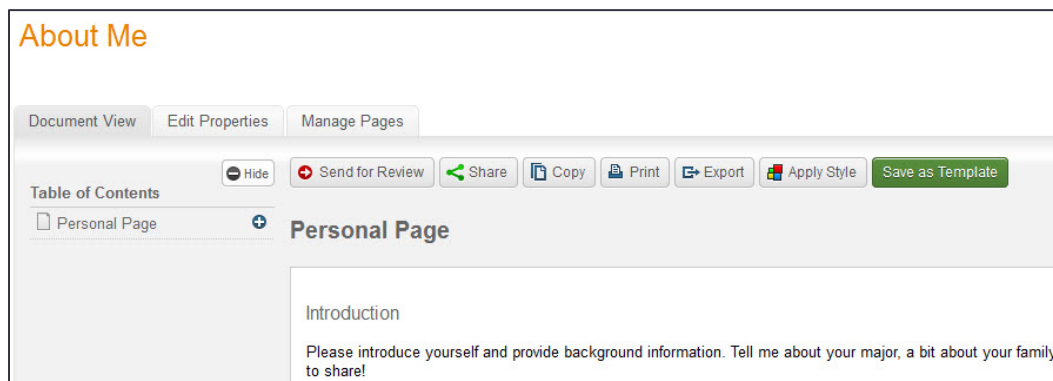 About Me
Document View Edit Properties Manage Pages
Hide
Send for Review Share Copy Print Export Apply Style Save as Template
Table of Contents
Personal Page
Personal Page
Introduction
Please introduce yourself and provide background information. Tell me about your major, a bit about your family
to share!